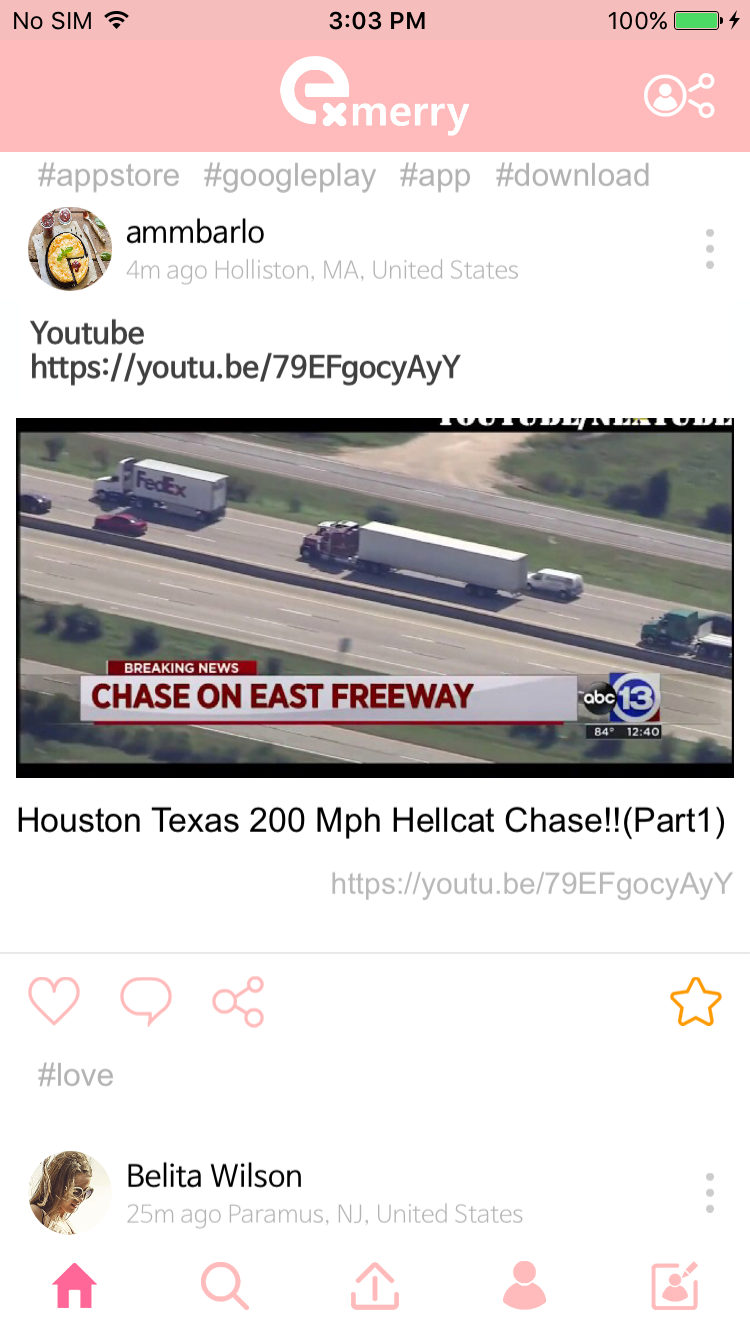 No SIM 3:03 PM 100%
exmerry
#appstore #googleplay #app #download
ammbarlo
4m ago Holliston, MA, United States
Youtube
https://youtu.be/79EFgocyAyY
YOUTUBE/NEXTUBE
FedEx
BREAKING NEWS
CHASE ON EAST FREEWAY
abc 13
84° 12:40
Houston Texas 200 Mph Hellcat Chase!!(Part1)
https://youtu.be/79EFgocyAyY
#love
Belita Wilson
25m ago Paramus, NJ, United States